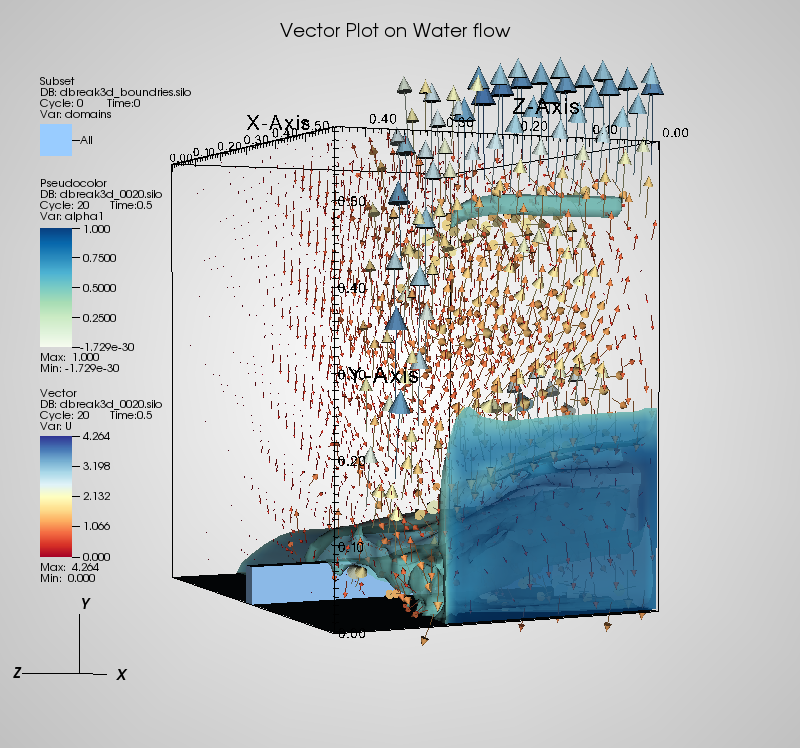 Vector Plot on Water flow
Subset
DB: dbreak3d_boundries.silo
Cycle: 0 Time:0
Var: domains
All
Pseudocolor
DB: dbreak3d_0020.silo
Cycle: 20 Time:0.5
Var: alpha1
1.000
0.7500
0.5000
0.2500
-1.729e-30
Max: 1.000
Min: -1.729e-30
Vector
DB: dbreak3d_0020.silo
Cycle: 20 Time:0.5
Var: U
4.264
3.198
2.132
1.066
0.000
Max: 4.264
Min: 0.000
X-Axis
0.00 0.10 0.20 0.30 0.40 .50
Z-Axis
0.40 0.30 0.20 0.10 0.00
Y-Axis
0.50
0.40
0.20
0.10
0.00
Y
Z X